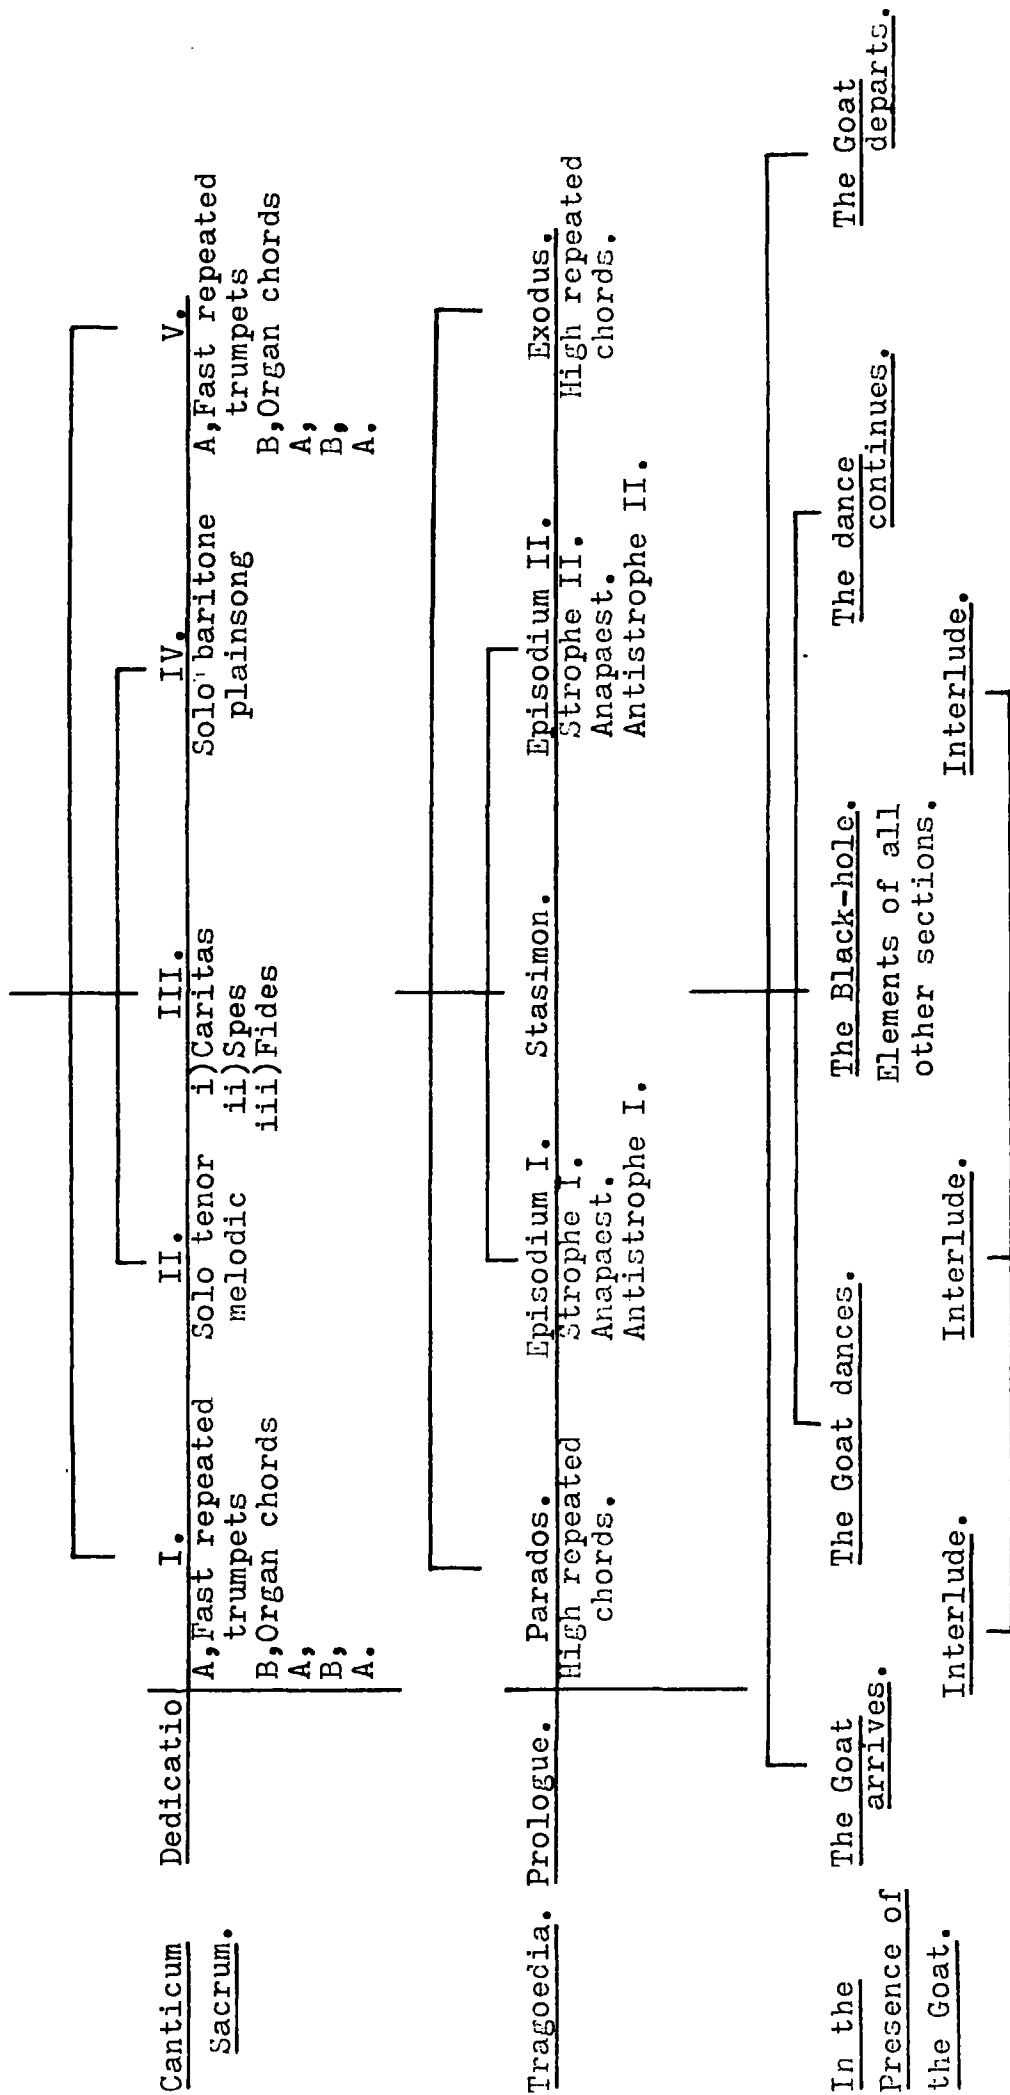 Canticum
Sacrum.
Dedicatio
I.
A,Fast repeated
trumpets
B,Organ chords
A,
B,
A.
II.
Solo tenor
melodic
III.
i)Caritas
ii)Spes
iii)Fides
IV.
Solo baritone
plainsong
V.
A,Fast repeated
trumpets
B,Organ chords
A,
B,
A.
Tragoedia.
Prologue.
Parados.
High repeated
chords.
Episodium I.
Strophe I.
Anapaest.
Antistrophe I.
Stasimon.
Episodium II.
Strophe II.
Anapaest.
Antistrophe II.
Exodus.
High repeated
chords.
In the
Presence of
the Goat.
The Goat
arrives.
Interlude.
The Goat dances.
Interlude.
The Black-hole.
Elements of all
other sections.
Interlude.
The dance
continues.
The Goat
departs.